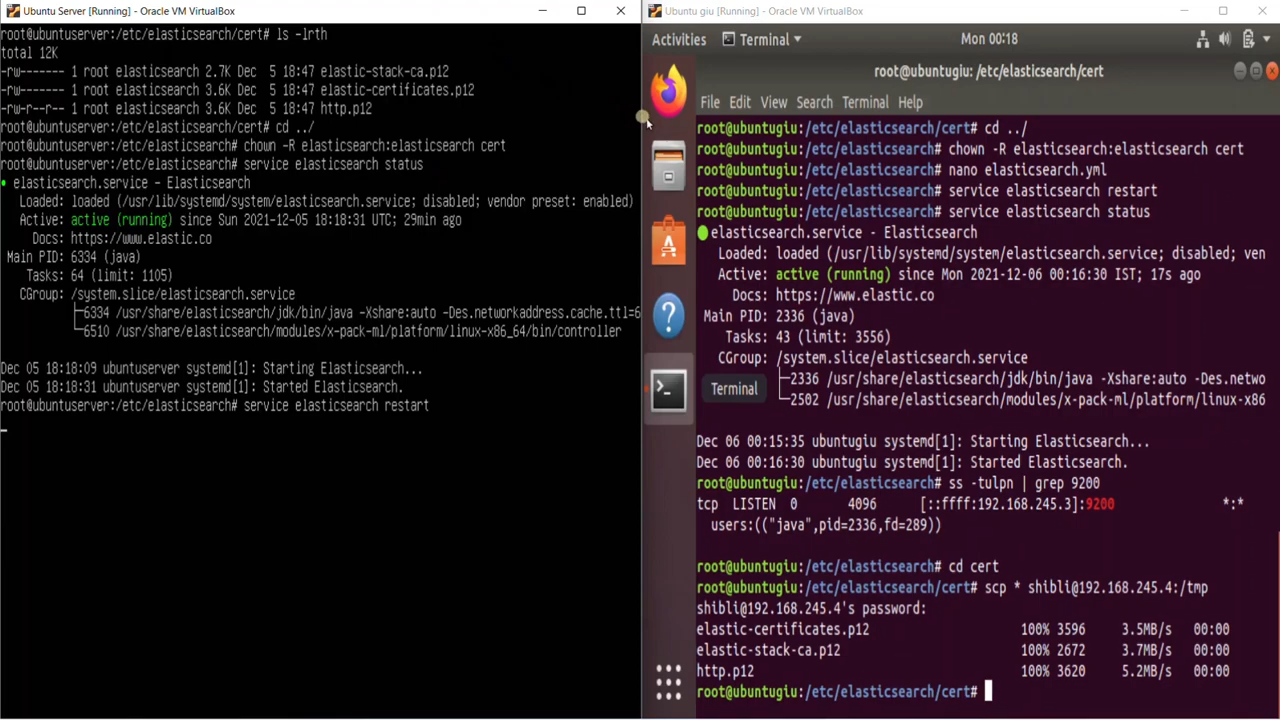 Ubuntu Server [Running] - Oracle VM VirtualBox
root@ubuntuserver:/etc/elasticsearch/cert# ls -lrth
total 12K
-rw------- 1 root elasticsearch 2.7K Dec  5 18:47 elastic-stack-ca.p12
-rw------- 1 root elasticsearch 3.6K Dec  5 18:47 elastic-certificates.p12
-rw-r--r-- 1 root elasticsearch 3.6K Dec  5 18:47 http.p12
root@ubuntuserver:/etc/elasticsearch/cert# cd ../
root@ubuntuserver:/etc/elasticsearch# chown -R elasticsearch:elasticsearch cert
root@ubuntuserver:/etc/elasticsearch# service elasticsearch status
● elasticsearch.service - Elasticsearch
Loaded: loaded (/usr/lib/systemd/system/elasticsearch.service; disabled; vendor preset: enabled)
Active: active (running) since Sun 2021-12-05 18:18:31 UTC; 29min ago
Docs: https://www.elastic.co
Main PID: 6334 (java)
Tasks: 64 (limit: 1105)
CGroup: /system.slice/elasticsearch.service
├─6334 /usr/share/elasticsearch/jdk/bin/java -Xshare:auto -Des.networkaddress.cache.ttl=6
└─6510 /usr/share/elasticsearch/modules/x-pack-ml/platform/linux-x86_64/bin/controller
Dec 05 18:18:09 ubuntuserver systemd[1]: Starting Elasticsearch...
Dec 05 18:18:31 ubuntuserver systemd[1]: Started Elasticsearch.
root@ubuntuserver:/etc/elasticsearch# service elasticsearch restart
Ubuntu giu [Running] - Oracle VM VirtualBox
Activities Terminal Mon 00:18
root@ubuntugiu: /etc/elasticsearch/cert
File Edit View Search Terminal Help
root@ubuntugiu:/etc/elasticsearch/cert# cd ../
root@ubuntugiu:/etc/elasticsearch# chown -R elasticsearch:elasticsearch cert
root@ubuntugiu:/etc/elasticsearch# nano elasticsearch.yml
root@ubuntugiu:/etc/elasticsearch# service elasticsearch restart
root@ubuntugiu:/etc/elasticsearch# service elasticsearch status
● elasticsearch.service - Elasticsearch
Loaded: loaded (/usr/lib/systemd/system/elasticsearch.service; disabled; ven
Active: active (running) since Mon 2021-12-06 00:16:30 IST; 17s ago
Docs: https://www.elastic.co
Main PID: 2336 (java)
Tasks: 43 (limit: 3556)
CGroup: /system.slice/elasticsearch.service
├─2336 /usr/share/elasticsearch/jdk/bin/java -Xshare:auto -Des.netwo
└─2502 /usr/share/elasticsearch/modules/x-pack-ml/platform/linux-x86
Terminal
Dec 06 00:15:35 ubuntugiu systemd[1]: Starting Elasticsearch...
Dec 06 00:16:30 ubuntugiu systemd[1]: Started Elasticsearch.
root@ubuntugiu:/etc/elasticsearch# ss -tulpn | grep 9200
tcp LISTEN 0 4096 [::ffff:192.168.245.3]:9200 *:*
users:(("java",pid=2336,fd=289))
root@ubuntugiu:/etc/elasticsearch# cd cert
root@ubuntugiu:/etc/elasticsearch/cert# scp * shibli@192.168.245.4:/tmp
shibli@192.168.245.4's password:
elastic-certificates.p12 100% 3596 3.5MB/s 00:00
elastic-stack-ca.p12 100% 2672 3.7MB/s 00:00
http.p12 100% 3620 5.2MB/s 00:00
root@ubuntugiu:/etc/elasticsearch/cert#